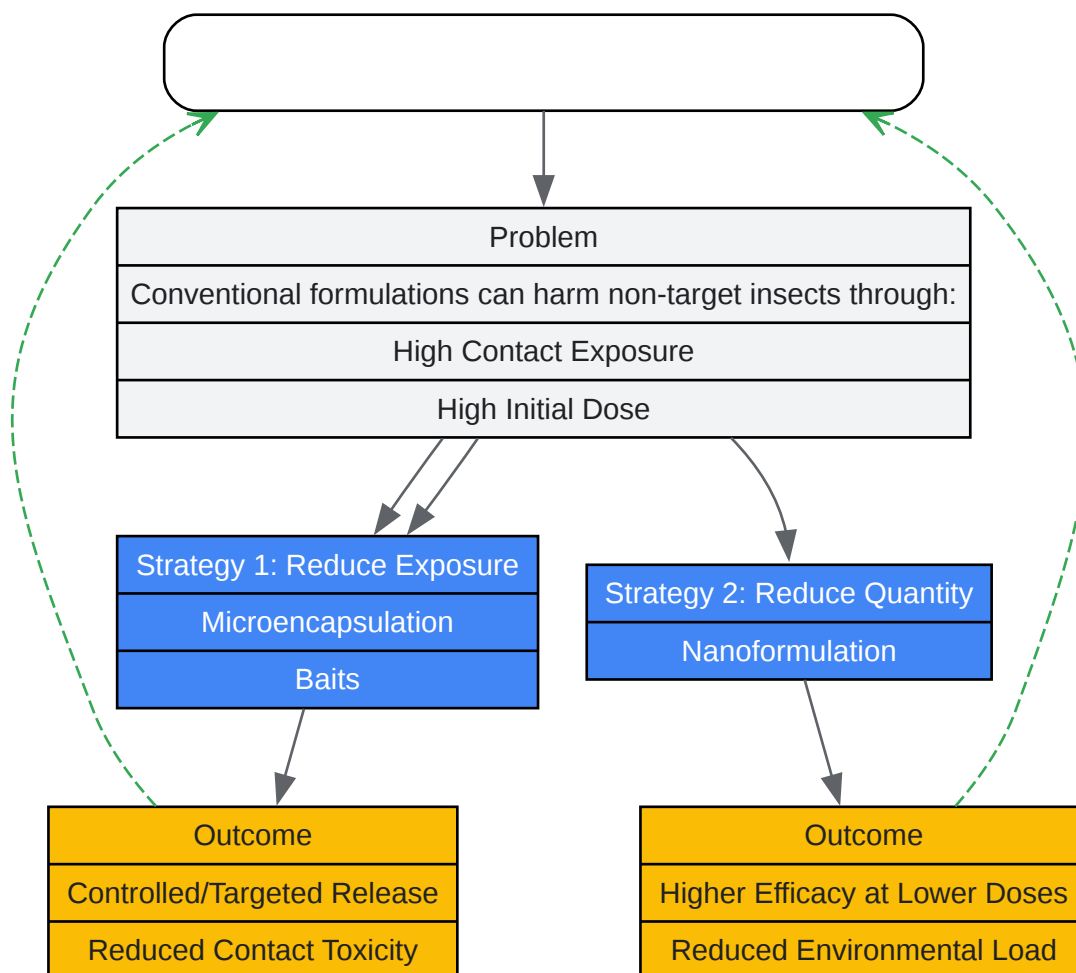 Problem
Conventional formulations can harm non-target insects through:
High Contact Exposure
High Initial Dose
Strategy 1: Reduce Exposure
Microencapsulation
Baits
Strategy 2: Reduce Quantity
Nanoformulation
Outcome
Controlled/Targeted Release
Reduced Contact Toxicity
Outcome
Higher Efficacy at Lower Doses
Reduced Environmental Load